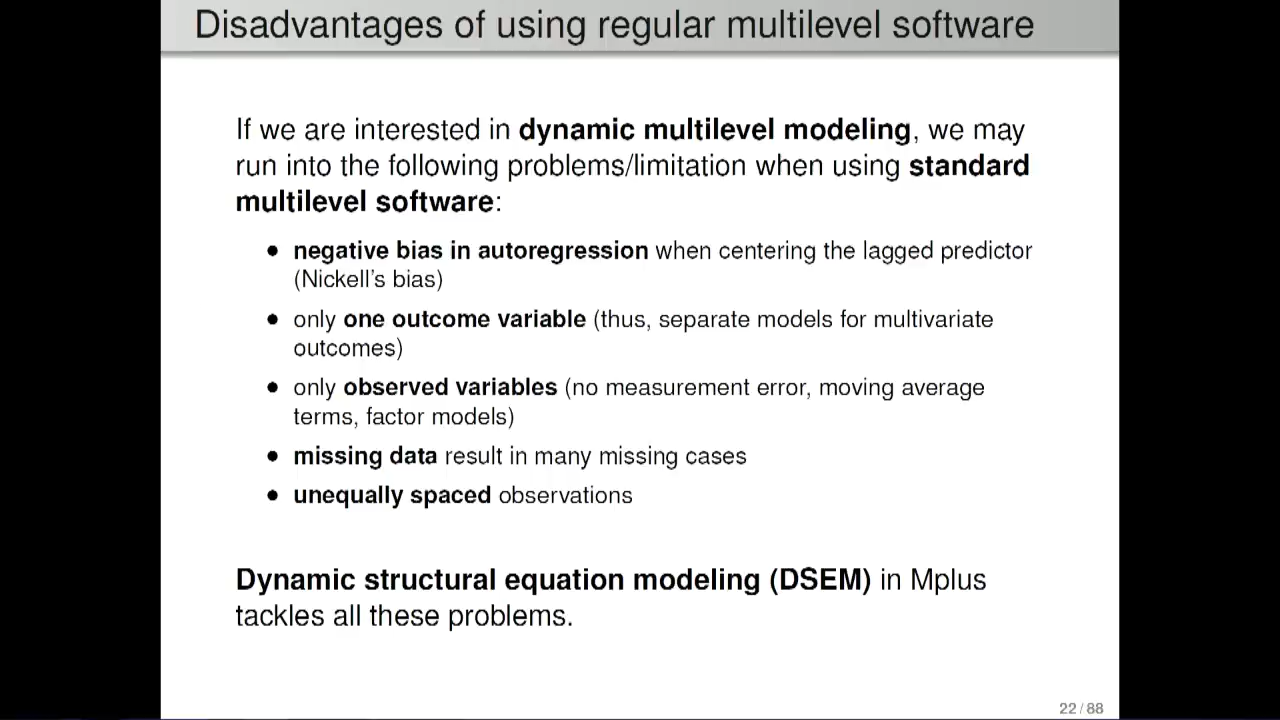 Disadvantages of using regular multilevel software
If we are interested in dynamic multilevel modeling, we may
run into the following problems/limitation when using standard
multilevel software:
• negative bias in autoregression when centering the lagged predictor
(Nickell's bias)
• only one outcome variable (thus, separate models for multivariate
outcomes)
• only observed variables (no measurement error, moving average
terms, factor models)
• missing data result in many missing cases
• unequally spaced observations
Dynamic structural equation modeling (DSEM) in Mplus
tackles all these problems.
22 / 88